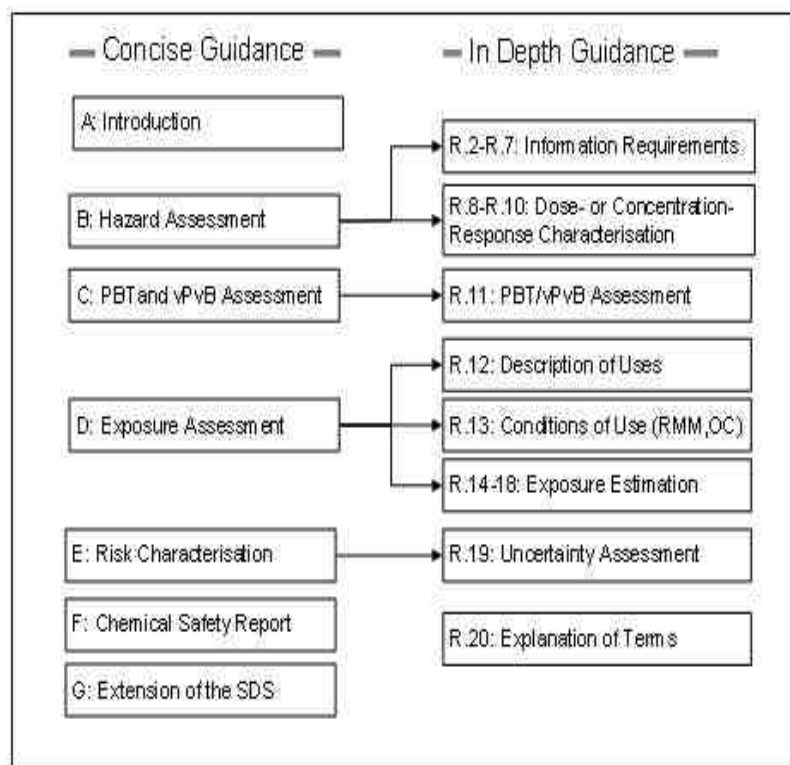 Concise Guidance
In Depth Guidance
A: Introduction
B: Hazard Assessment
C: PBT and vPvB Assessment
D: Exposure Assessment
E: Risk Characterisation
F: Chemical Safety Report
G: Extension of the SDS
R.2-R.7: Information Requirements
R.8-R.10: Dose- or Concentration-
Response Characterisation
R.11: PBT/vPvB Assessment
R.12: Description of Uses
R.13: Conditions of Use (RMM,OC)
R.14-18: Exposure Estimation
R.19: Uncertainty Assessment
R.20: Explanation of Terms